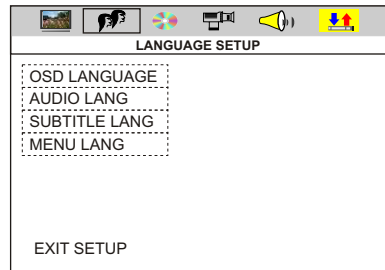 LANGUAGE SETUP
OSD LANGUAGE
AUDIO LANG
SUBTITLE LANG
MENU LANG
EXIT SETUP